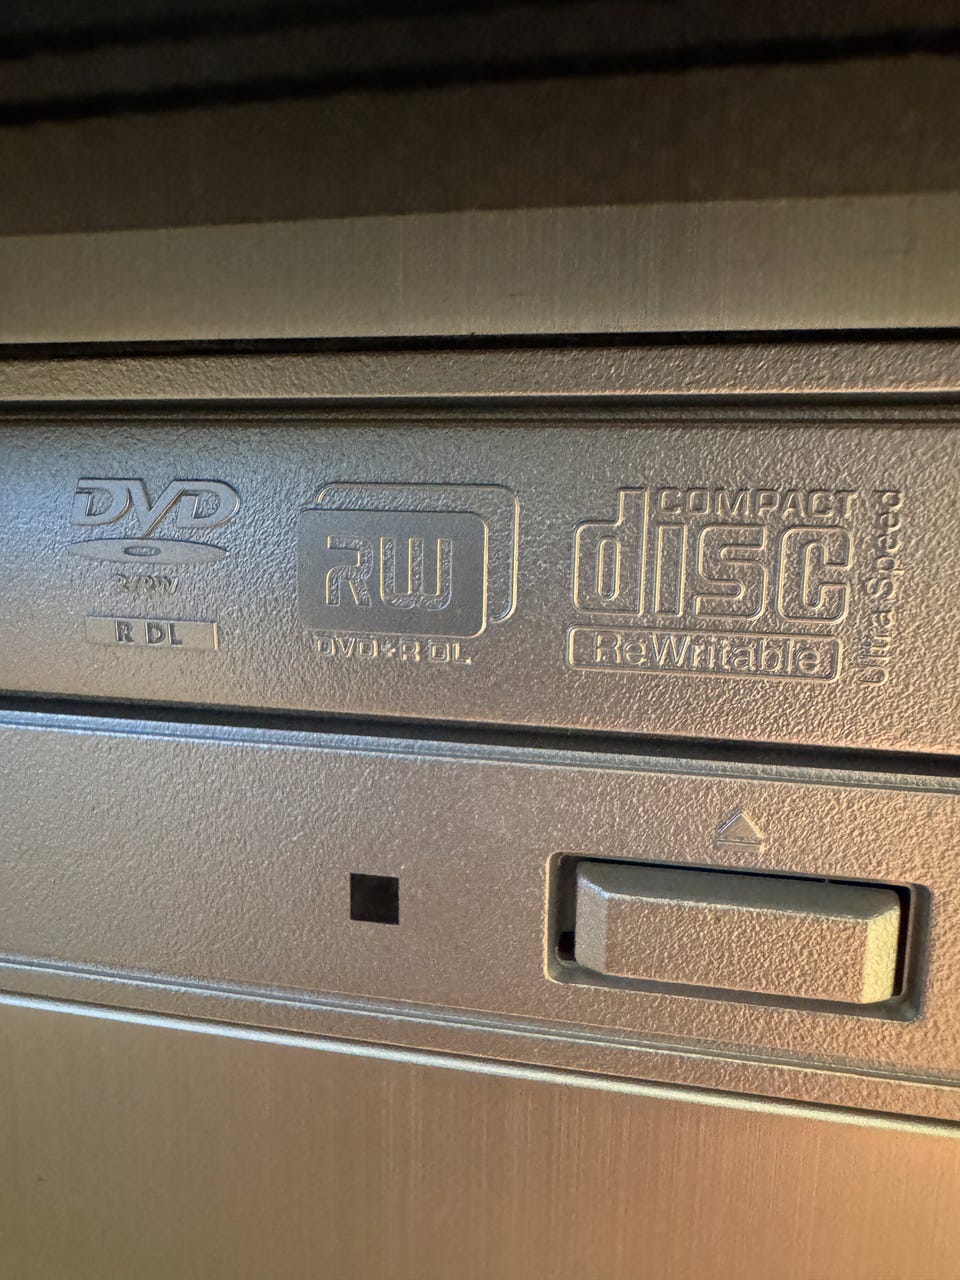 DVD
R/RW
R DL
RW
DVD+R DL
COMPACT
disc
ReWritable
Ultra Speed